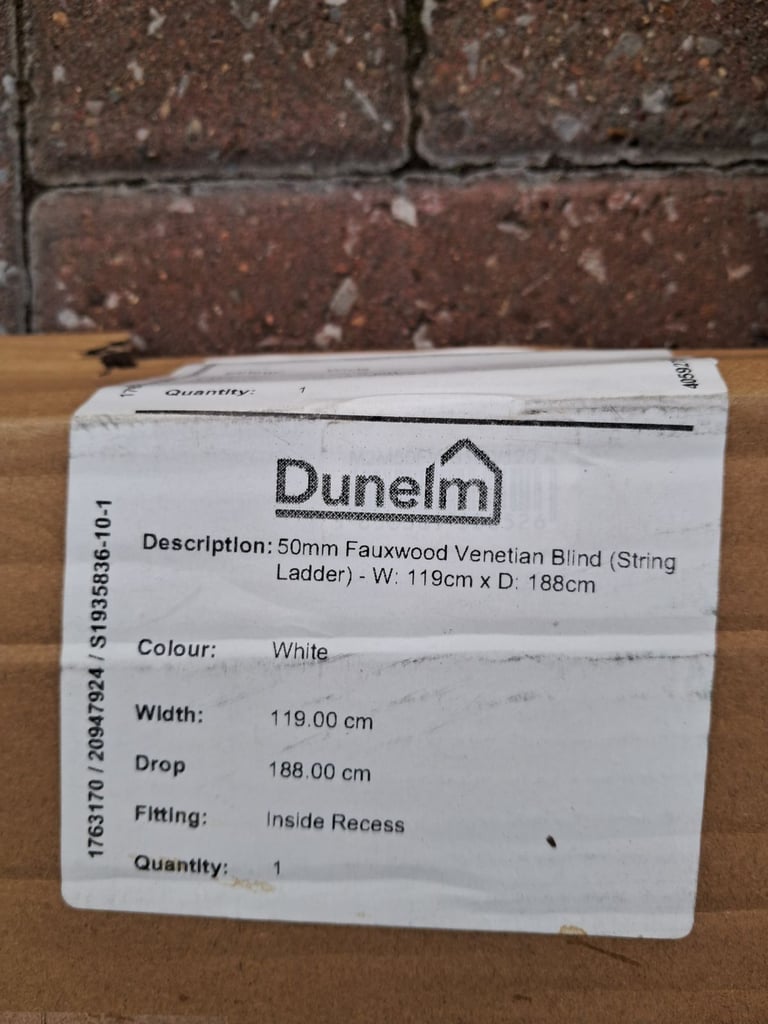 Quantity: 1
Dunelm
Description: 50mm Fauxwood Venetian Blind (String
Ladder) - W: 119cm x D: 188cm
Colour: White
Width: 119.00 cm
Drop 188.00 cm
Fitting: Inside Recess
Quantity: 1
1763170 / 20947924 / S1935836-10-1